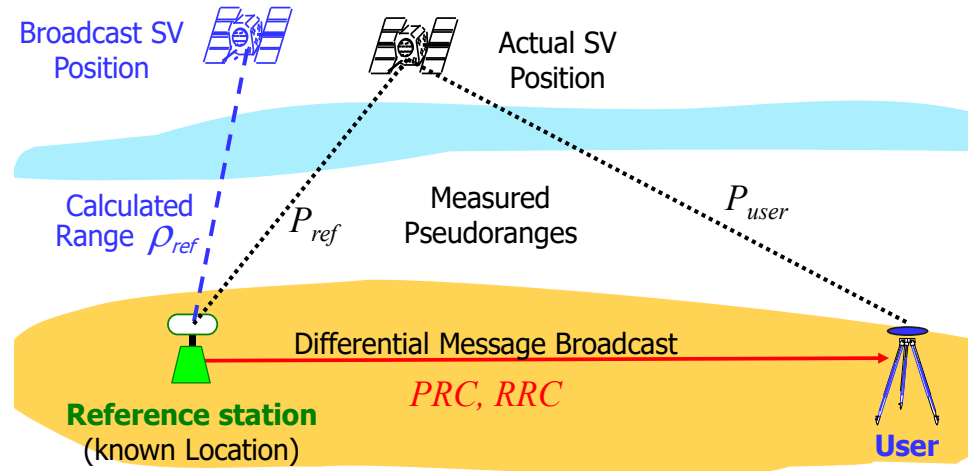 Broadcast SV
Position
Actual SV
Position
Calculated
Range ρref
Pref
Measured
Pseudoranges
Puser
Differential Message Broadcast
PRC, RRC
Reference station
(known Location)
User